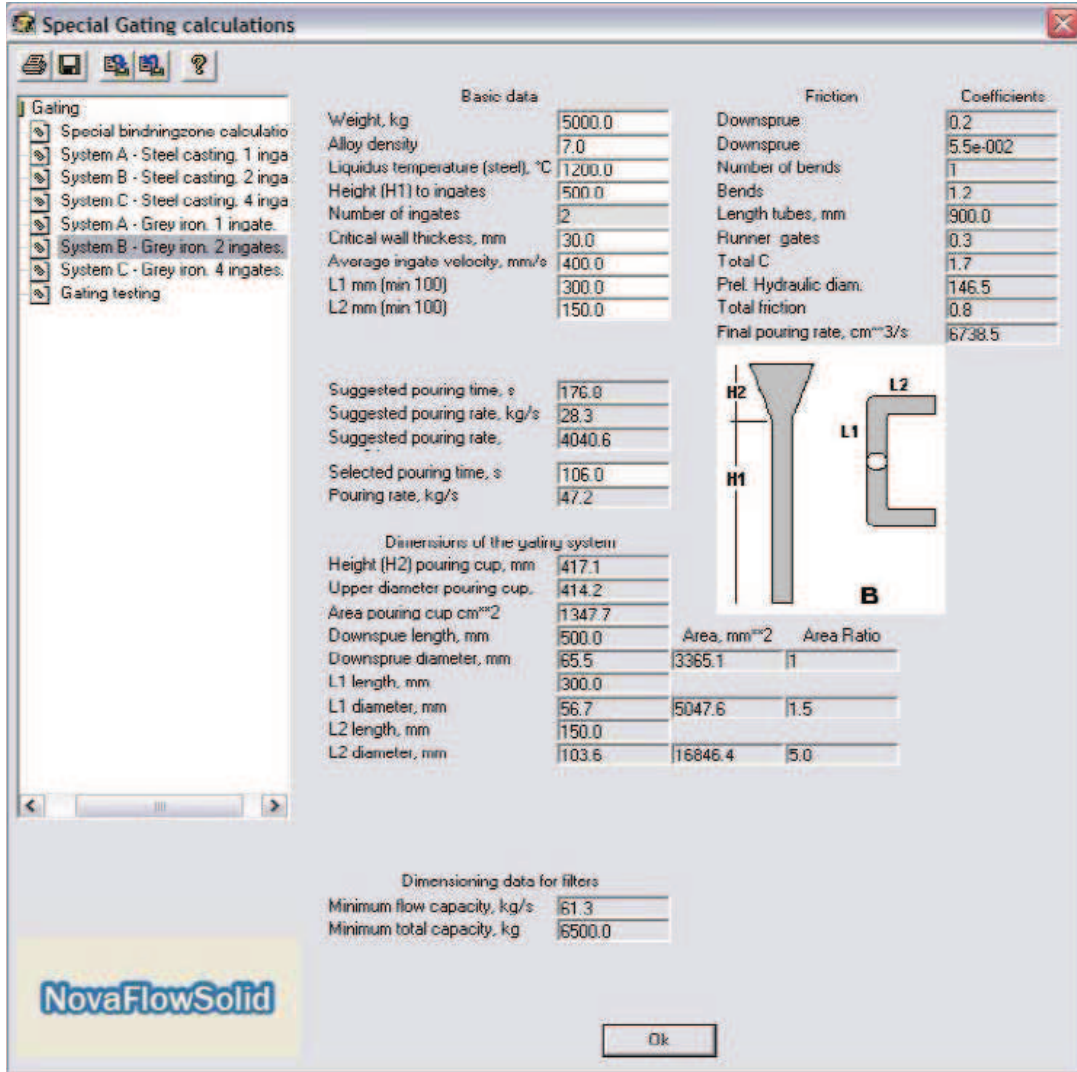 Special Gating calculations
Gating
Special bindningzone calculatio
System A - Steel casting. 1 inga
System B - Steel casting, 2 inga
System C - Steel casting, 4 inga
System A - Grey iron. 1 ingate.
System B - Grey iron. 2 ingates.
System C - Grey iron. 4 ingates.
Gating testing
Basic data
Weight, kg 5000.0
Alloy density 7.0
Liquidus temperature (steel), °C 1200.0
Height (H1) to ingates 500.0
Number of ingates 2
Critical wall thickess, mm 30.0
Average ingate velocity, mm/s 400.0
L1 mm (min 100) 300.0
L2 mm (min 100) 150.0
Friction Coefficients
Downsprue 0.2
Downsprue 5.5e-002
Number of bends 1
Bends 1.2
Length tubes, mm 900.0
Runner gates 0.3
Total C 1.7
Prel. Hydraulic diam. 146.5
Total friction 0.8
Final pouring rate, cm**3/s 6738.5
Suggested pouring time, s 176.8
Suggested pouring rate, kg/s 28.3
Suggested pouring rate, 4040.6
Selected pouring time, s 106.0
Pouring rate, kg/s 47.2
H2
H1
L2
L1
B
Dimensions of the gating system
Height (H2) pouring cup, mm 417.1
Upper diameter pouring cup, 414.2
Area pouring cup cm**2 1347.7
Downspue length, mm 500.0 Area, mm**2 Area Ratio
Downsprue diameter, mm 65.5 3365.1 1
L1 length, mm 300.0
L1 diameter, mm 56.7 5047.6 1.5
L2 length, mm 150.0
L2 diameter, mm 103.6 16846.4 5.0
Dimensioning data for filters
Minimum flow capacity, kg/s 61.3
Minimum total capacity, kg 6500.0
NovaFlowSolid
Ok